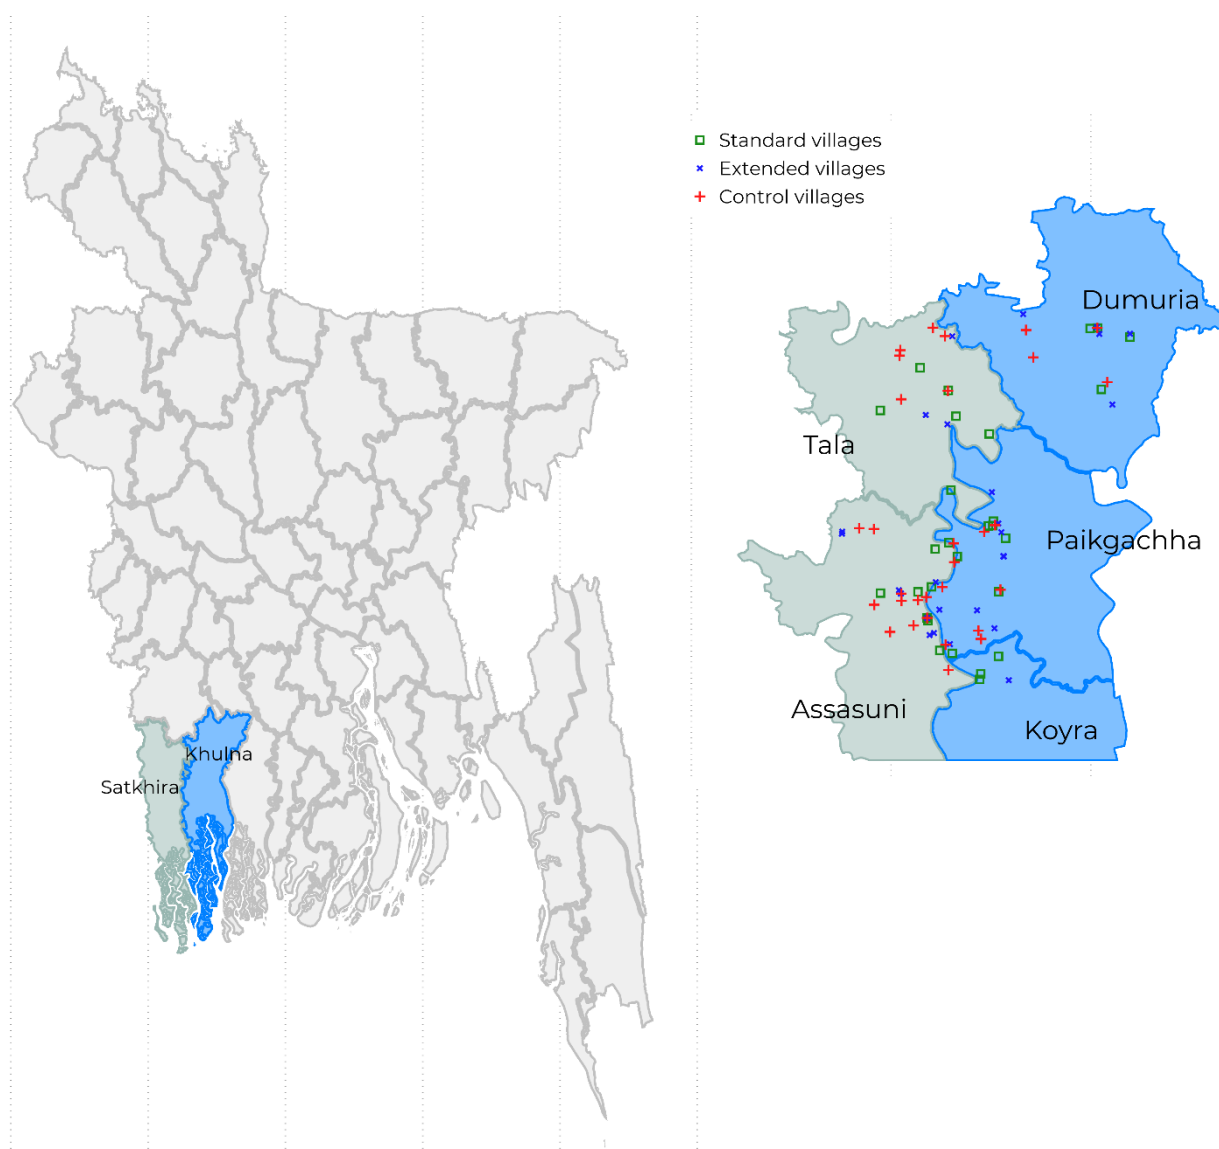 Standard villages
Extended villages
Control villages
Dumuria
Tala
Paikgachha
Assasuni
Koyra
Khulna
Satkhira